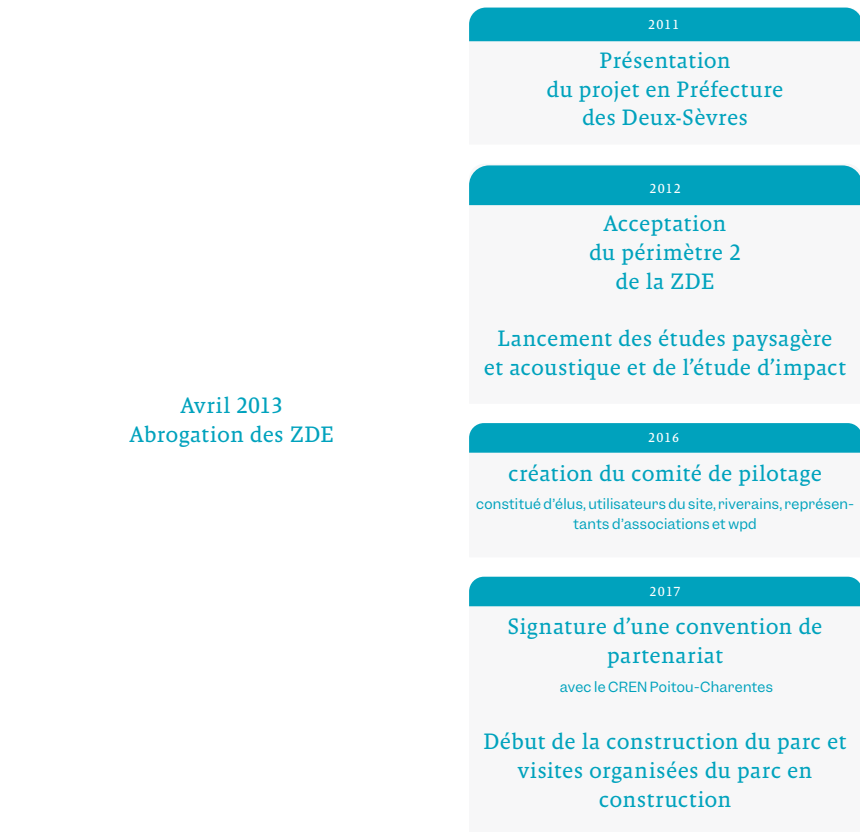 2011
Présentation
du projet en Préfecture
des Deux-Sèvres
2012
Acceptation
du périmètre 2
de la ZDE
Lancement des études paysagère
et acoustique et de l'étude d'impact
Avril 2013
Abrogation des ZDE
2016
création du comité de pilotage
constitué d'élus, utilisateurs du site, riverains, représen-
tants d'associations et wpd
2017
Signature d'une convention de
partenariat
avec le CREN Poitou-Charentes
Début de la construction du parc et
visites organisées du parc en
construction